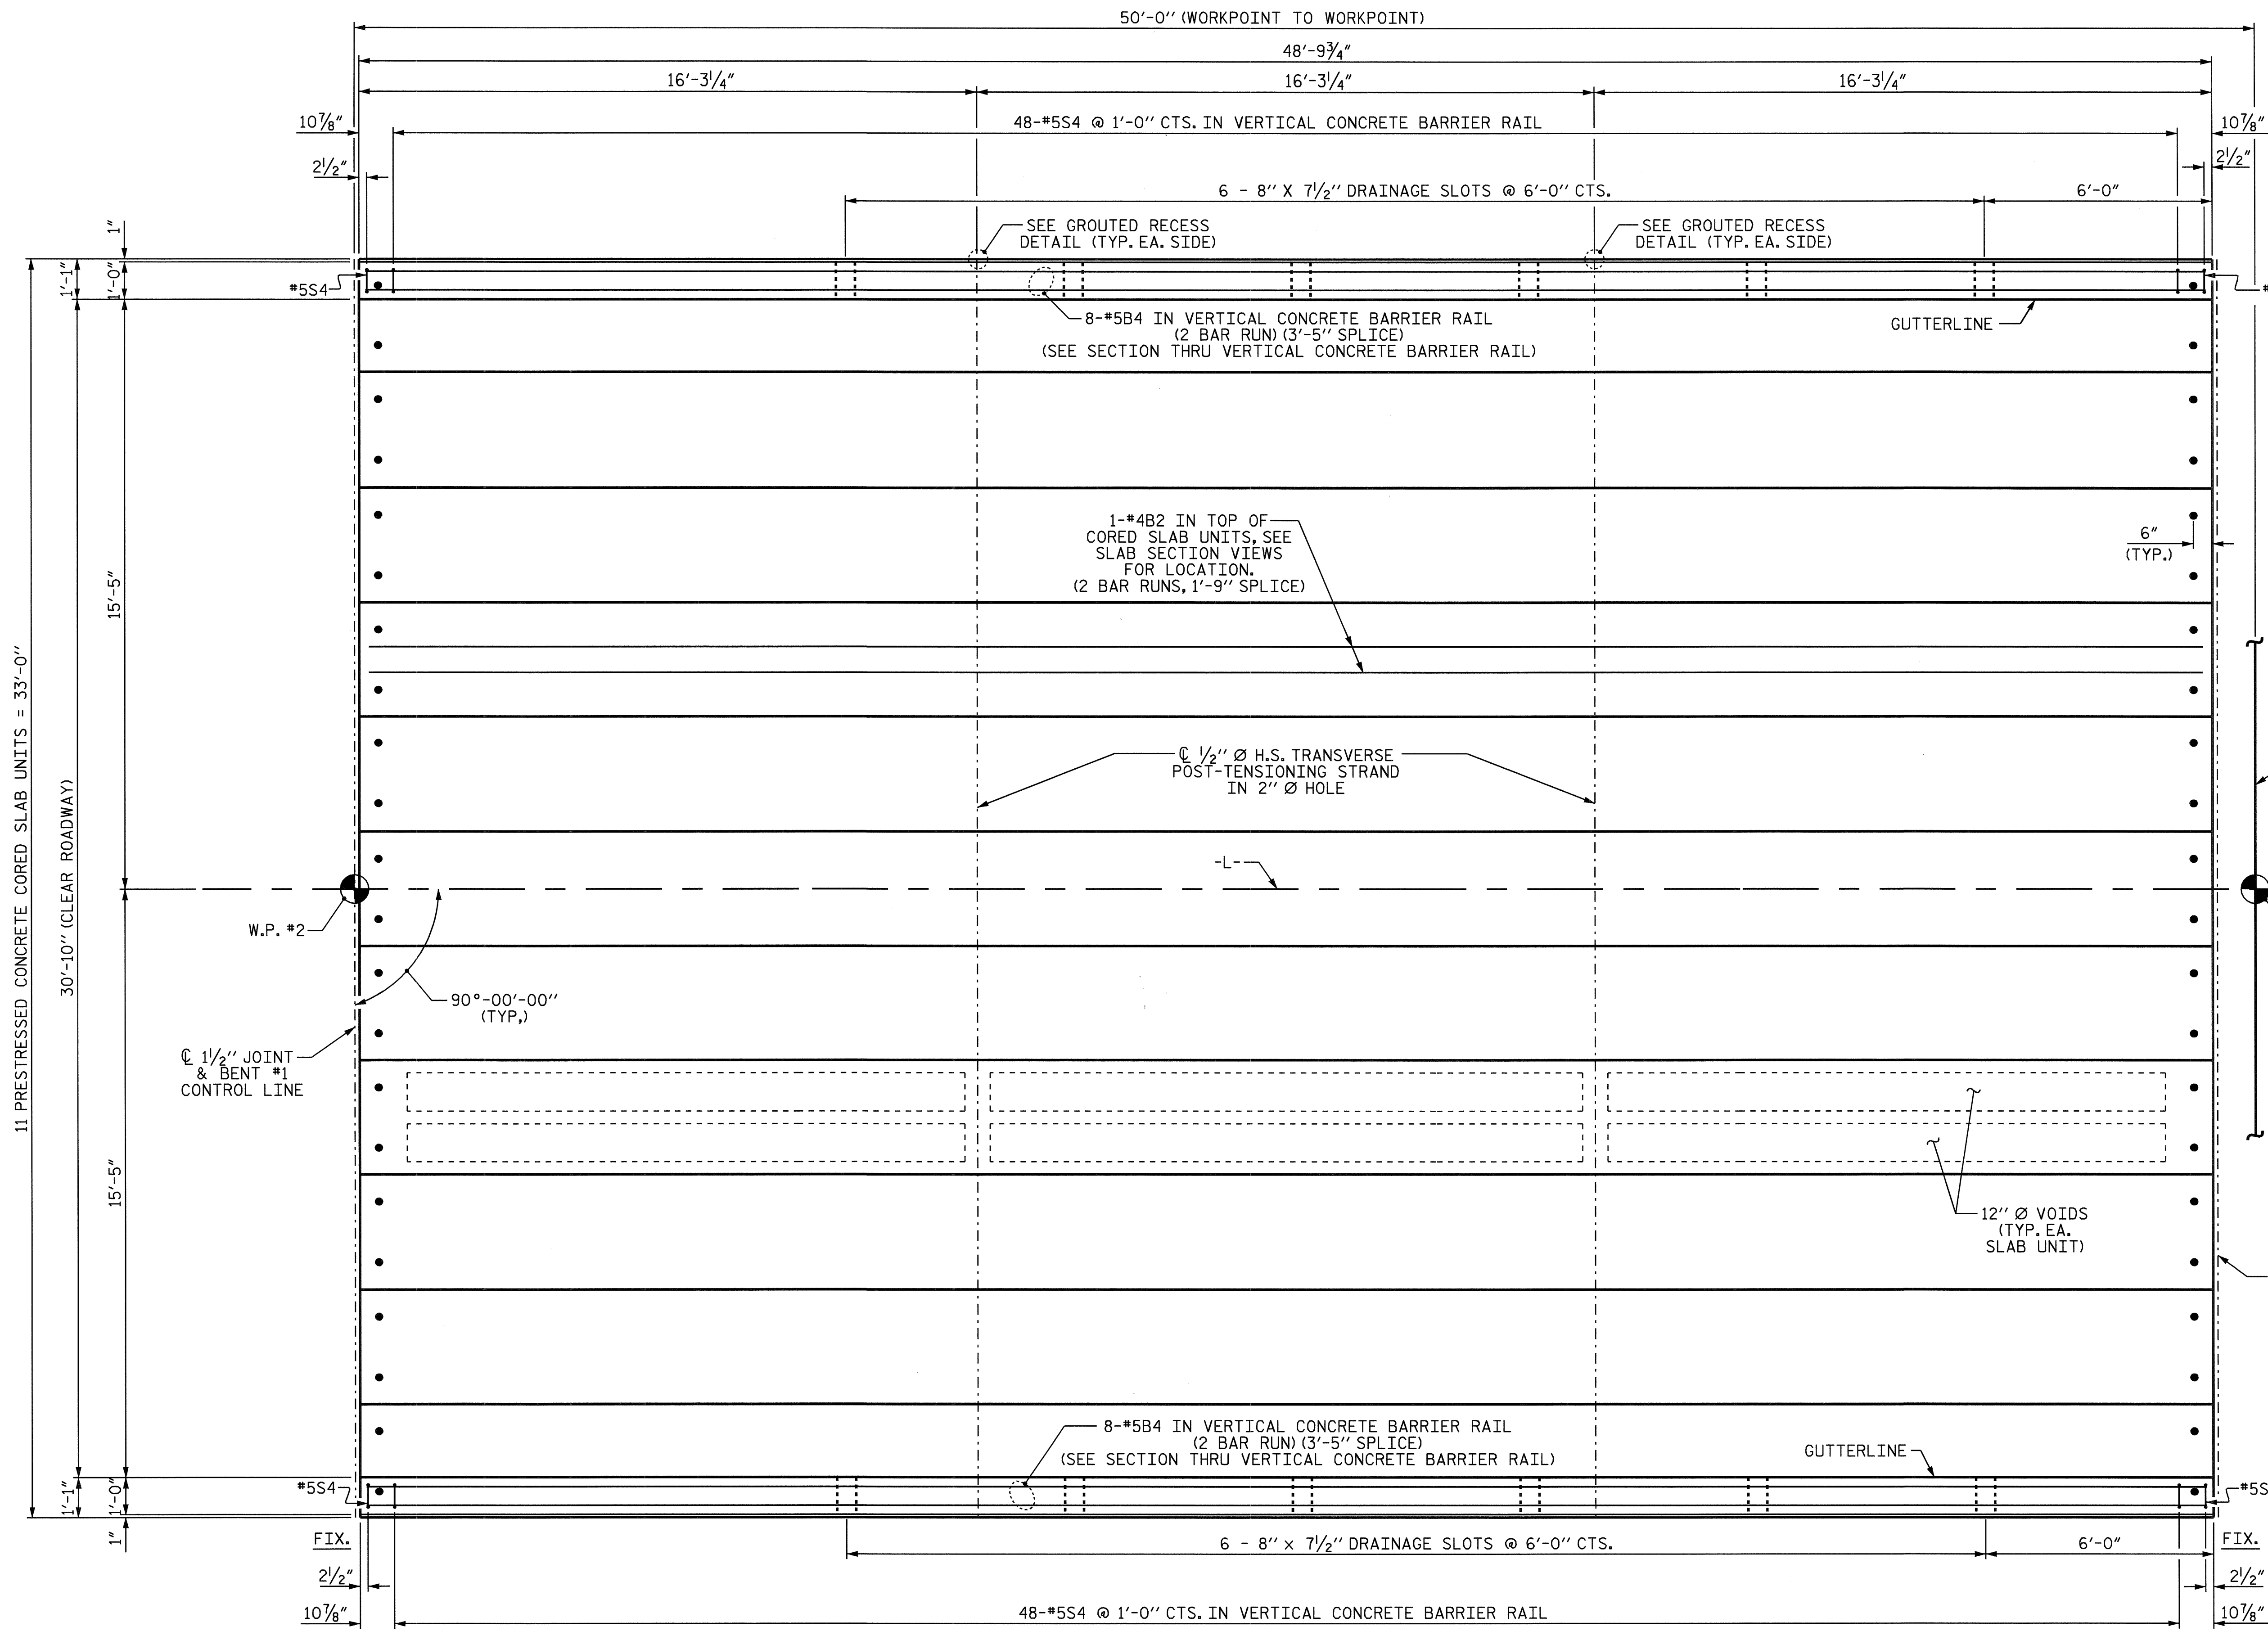 50'-0" (WORKPOINT TO WORKPOINT)
48'-9¾"
16'-3¼"
16'-3¼"
16'-3¼"
10⅞"
48-#5S4 @ 1'-0" CTS. IN VERTICAL CONCRETE BARRIER RAIL
10⅞"
2½"
2½"
6 - 8" X 7½" DRAINAGE SLOTS @ 6'-0" CTS.
6'-0"
1"
SEE GROUTED RECESS
DETAIL (TYP. EA. SIDE)
SEE GROUTED RECESS
DETAIL (TYP. EA. SIDE)
1'-1"
1'-0"
#5S4
#
8-#5B4 IN VERTICAL CONCRETE BARRIER RAIL
(2 BAR RUN) (3'-5" SPLICE)
(SEE SECTION THRU VERTICAL CONCRETE BARRIER RAIL)
GUTTERLINE
1-#4B2 IN TOP OF
CORED SLAB UNITS, SEE
SLAB SECTION VIEWS
FOR LOCATION.
(2 BAR RUNS, 1'-9" SPLICE)
6"
(TYP.)
15'-5"
11 PRESTRESSED CONCRETE CORED SLAB UNITS = 33'-0"
30'-10" (CLEAR ROADWAY)
℄ ½" Ø H.S. TRANSVERSE
POST-TENSIONING STRAND
IN 2" Ø HOLE
-L-
W.P. #2
90°-00'-00"
(TYP,)
℄ 1½" JOINT
& BENT #1
CONTROL LINE
15'-5"
12" Ø VOIDS
(TYP. EA.
SLAB UNIT)
8-#5B4 IN VERTICAL CONCRETE BARRIER RAIL
(2 BAR RUN) (3'-5" SPLICE)
(SEE SECTION THRU VERTICAL CONCRETE BARRIER RAIL)
GUTTERLINE
#5S4
#5S
1'-1"
1'-0"
1"
FIX.
6 - 8" x 7½" DRAINAGE SLOTS @ 6'-0" CTS.
6'-0"
FIX.
2½"
2½"
10⅞"
48-#5S4 @ 1'-0" CTS. IN VERTICAL CONCRETE BARRIER RAIL
10⅞"